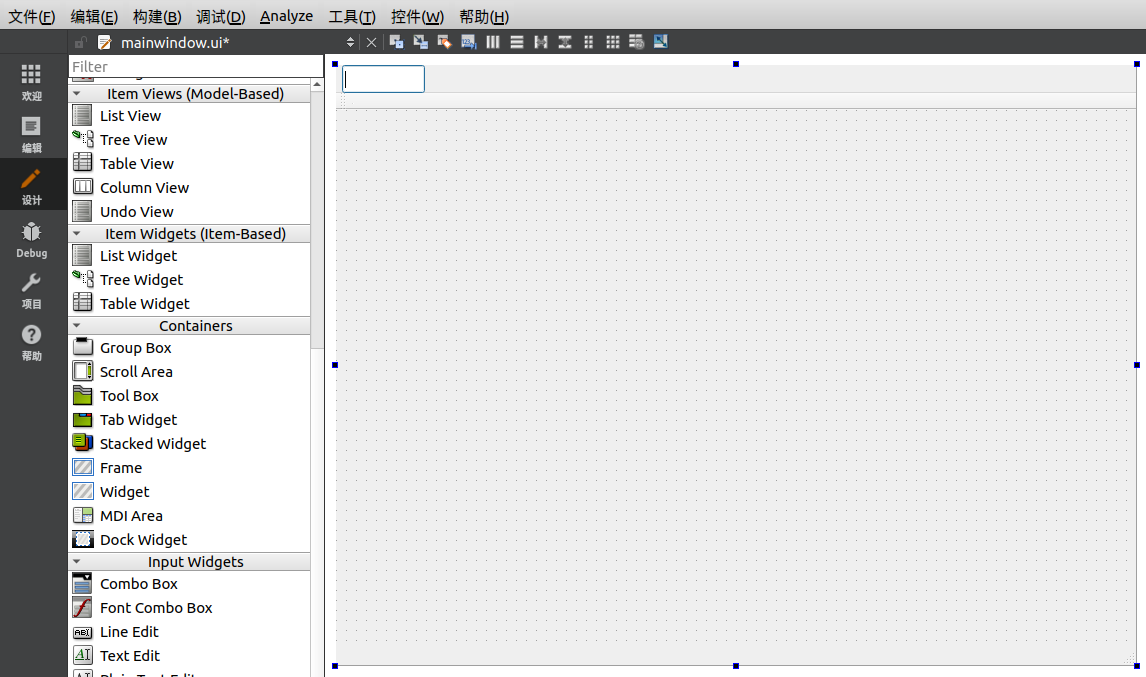 文件(F) 编辑(E) 构建(B) 调试(D) Analyze 工具(T) 控件(W) 帮助(H)
mainwindow.ui*
欢迎
编辑
设计
Debug
项目
帮助
Filter
Item Views (Model-Based)
List View
Tree View
Table View
Column View
Undo View
Item Widgets (Item-Based)
List Widget
Tree Widget
Table Widget
Containers
Group Box
Scroll Area
Tool Box
Tab Widget
Stacked Widget
Frame
Widget
MDI Area
Dock Widget
Input Widgets
Combo Box
Font Combo Box
Line Edit
Text Edit
Plain Text Edit